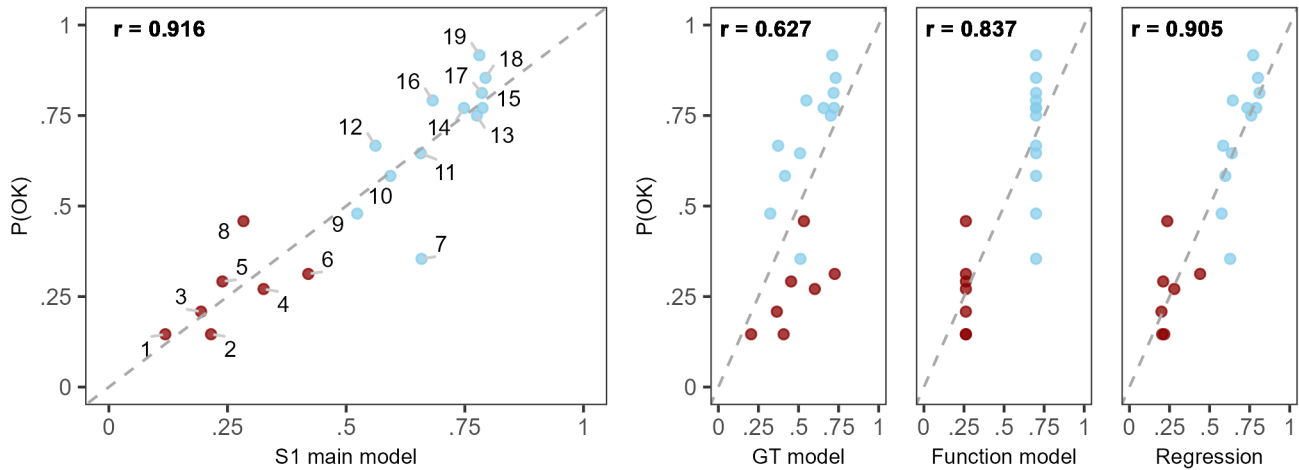 r = 0.916
1
.75
.5
.25
0
P(OK)
19
18
17
16
15
14
13
12
11
10
9
8
7
6
5
4
3
2
1
0
.25
.5
.75
1
S1 main model
r = 0.627
1
.75
.5
.25
0
P(OK)
0 .25 .5 .75 1
GT model
r = 0.837
0 .25 .5 .75 1
Function model
r = 0.905
0 .25 .5 .75 1
Regression